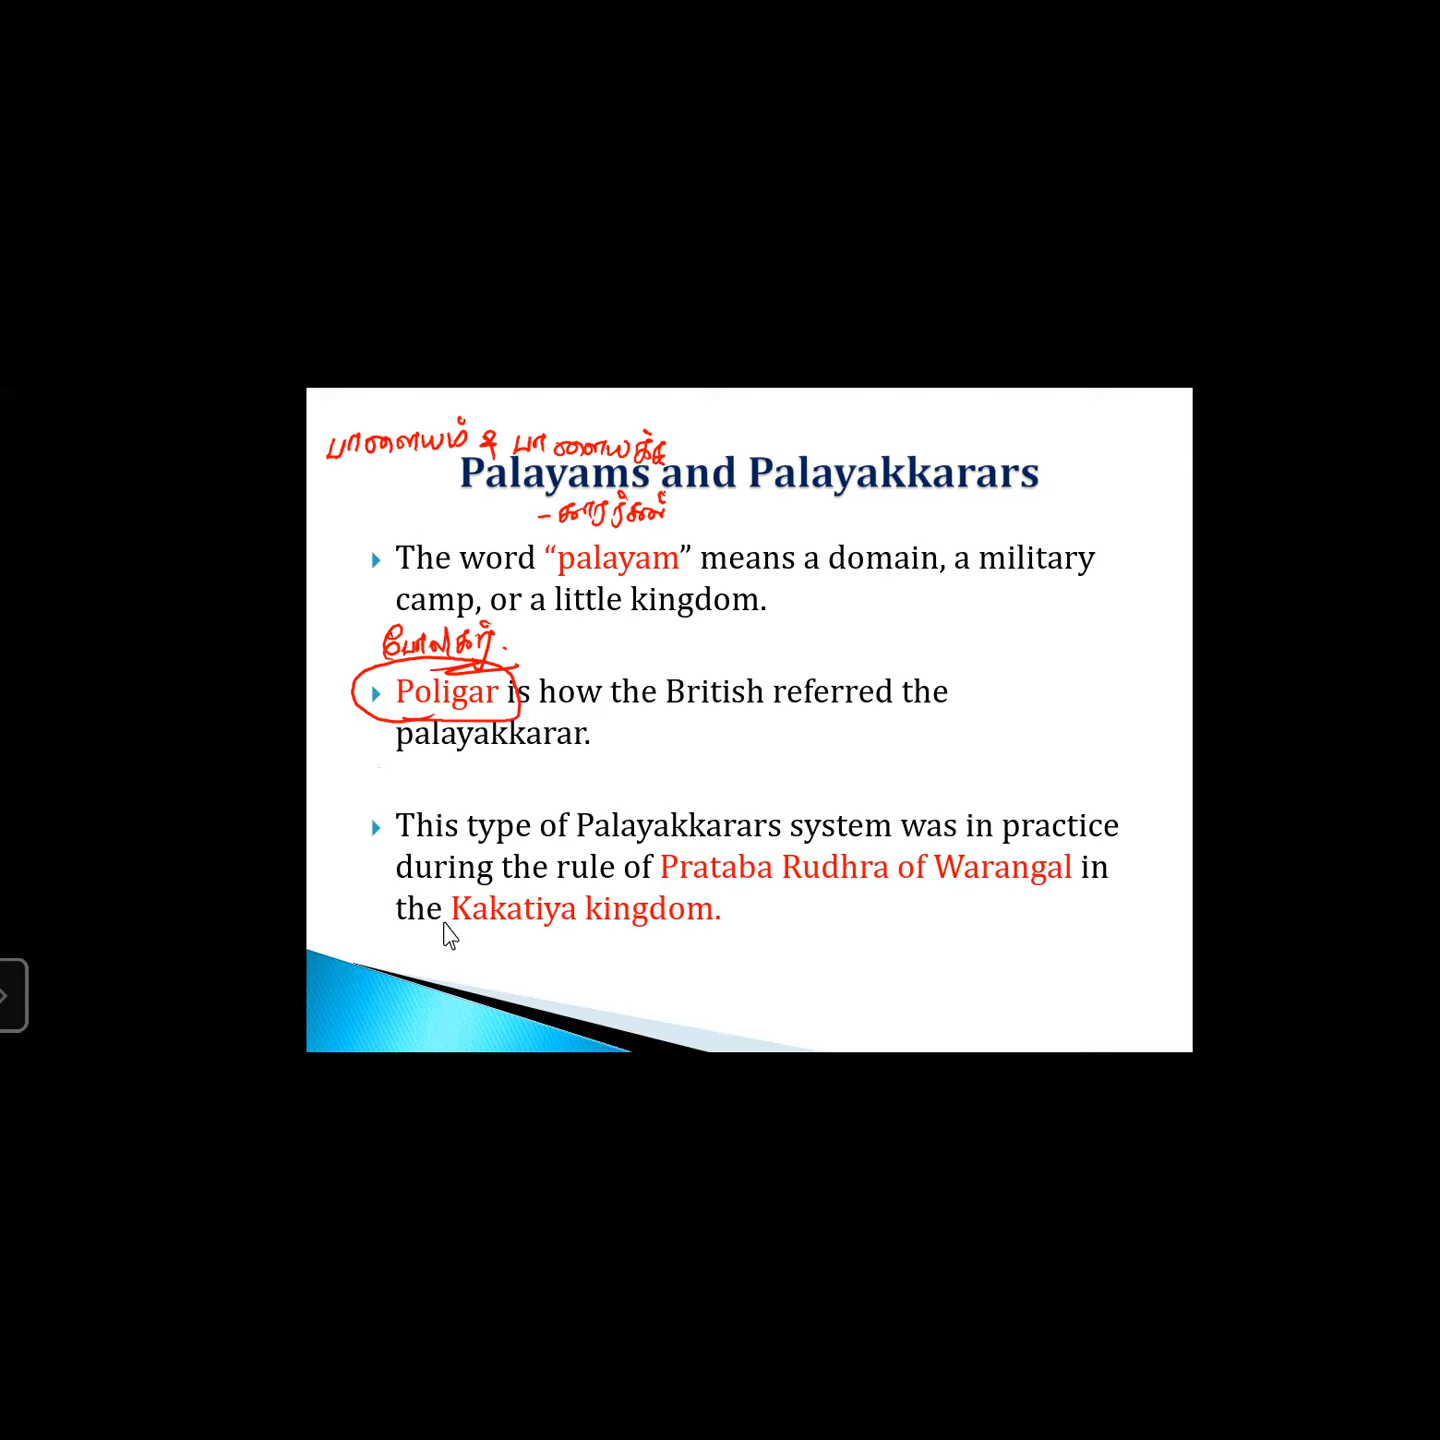 பாளையம் & பாளையக்
Palayams and Palayakkarars
- காரர்கள்
The word “palayam” means a domain, a military
camp, or a little kingdom.
போலிகர்.
Poligar is how the British referred the
palayakkarar.
This type of Palayakkarars system was in practice
during the rule of Prataba Rudhra of Warangal in
the Kakatiya kingdom.